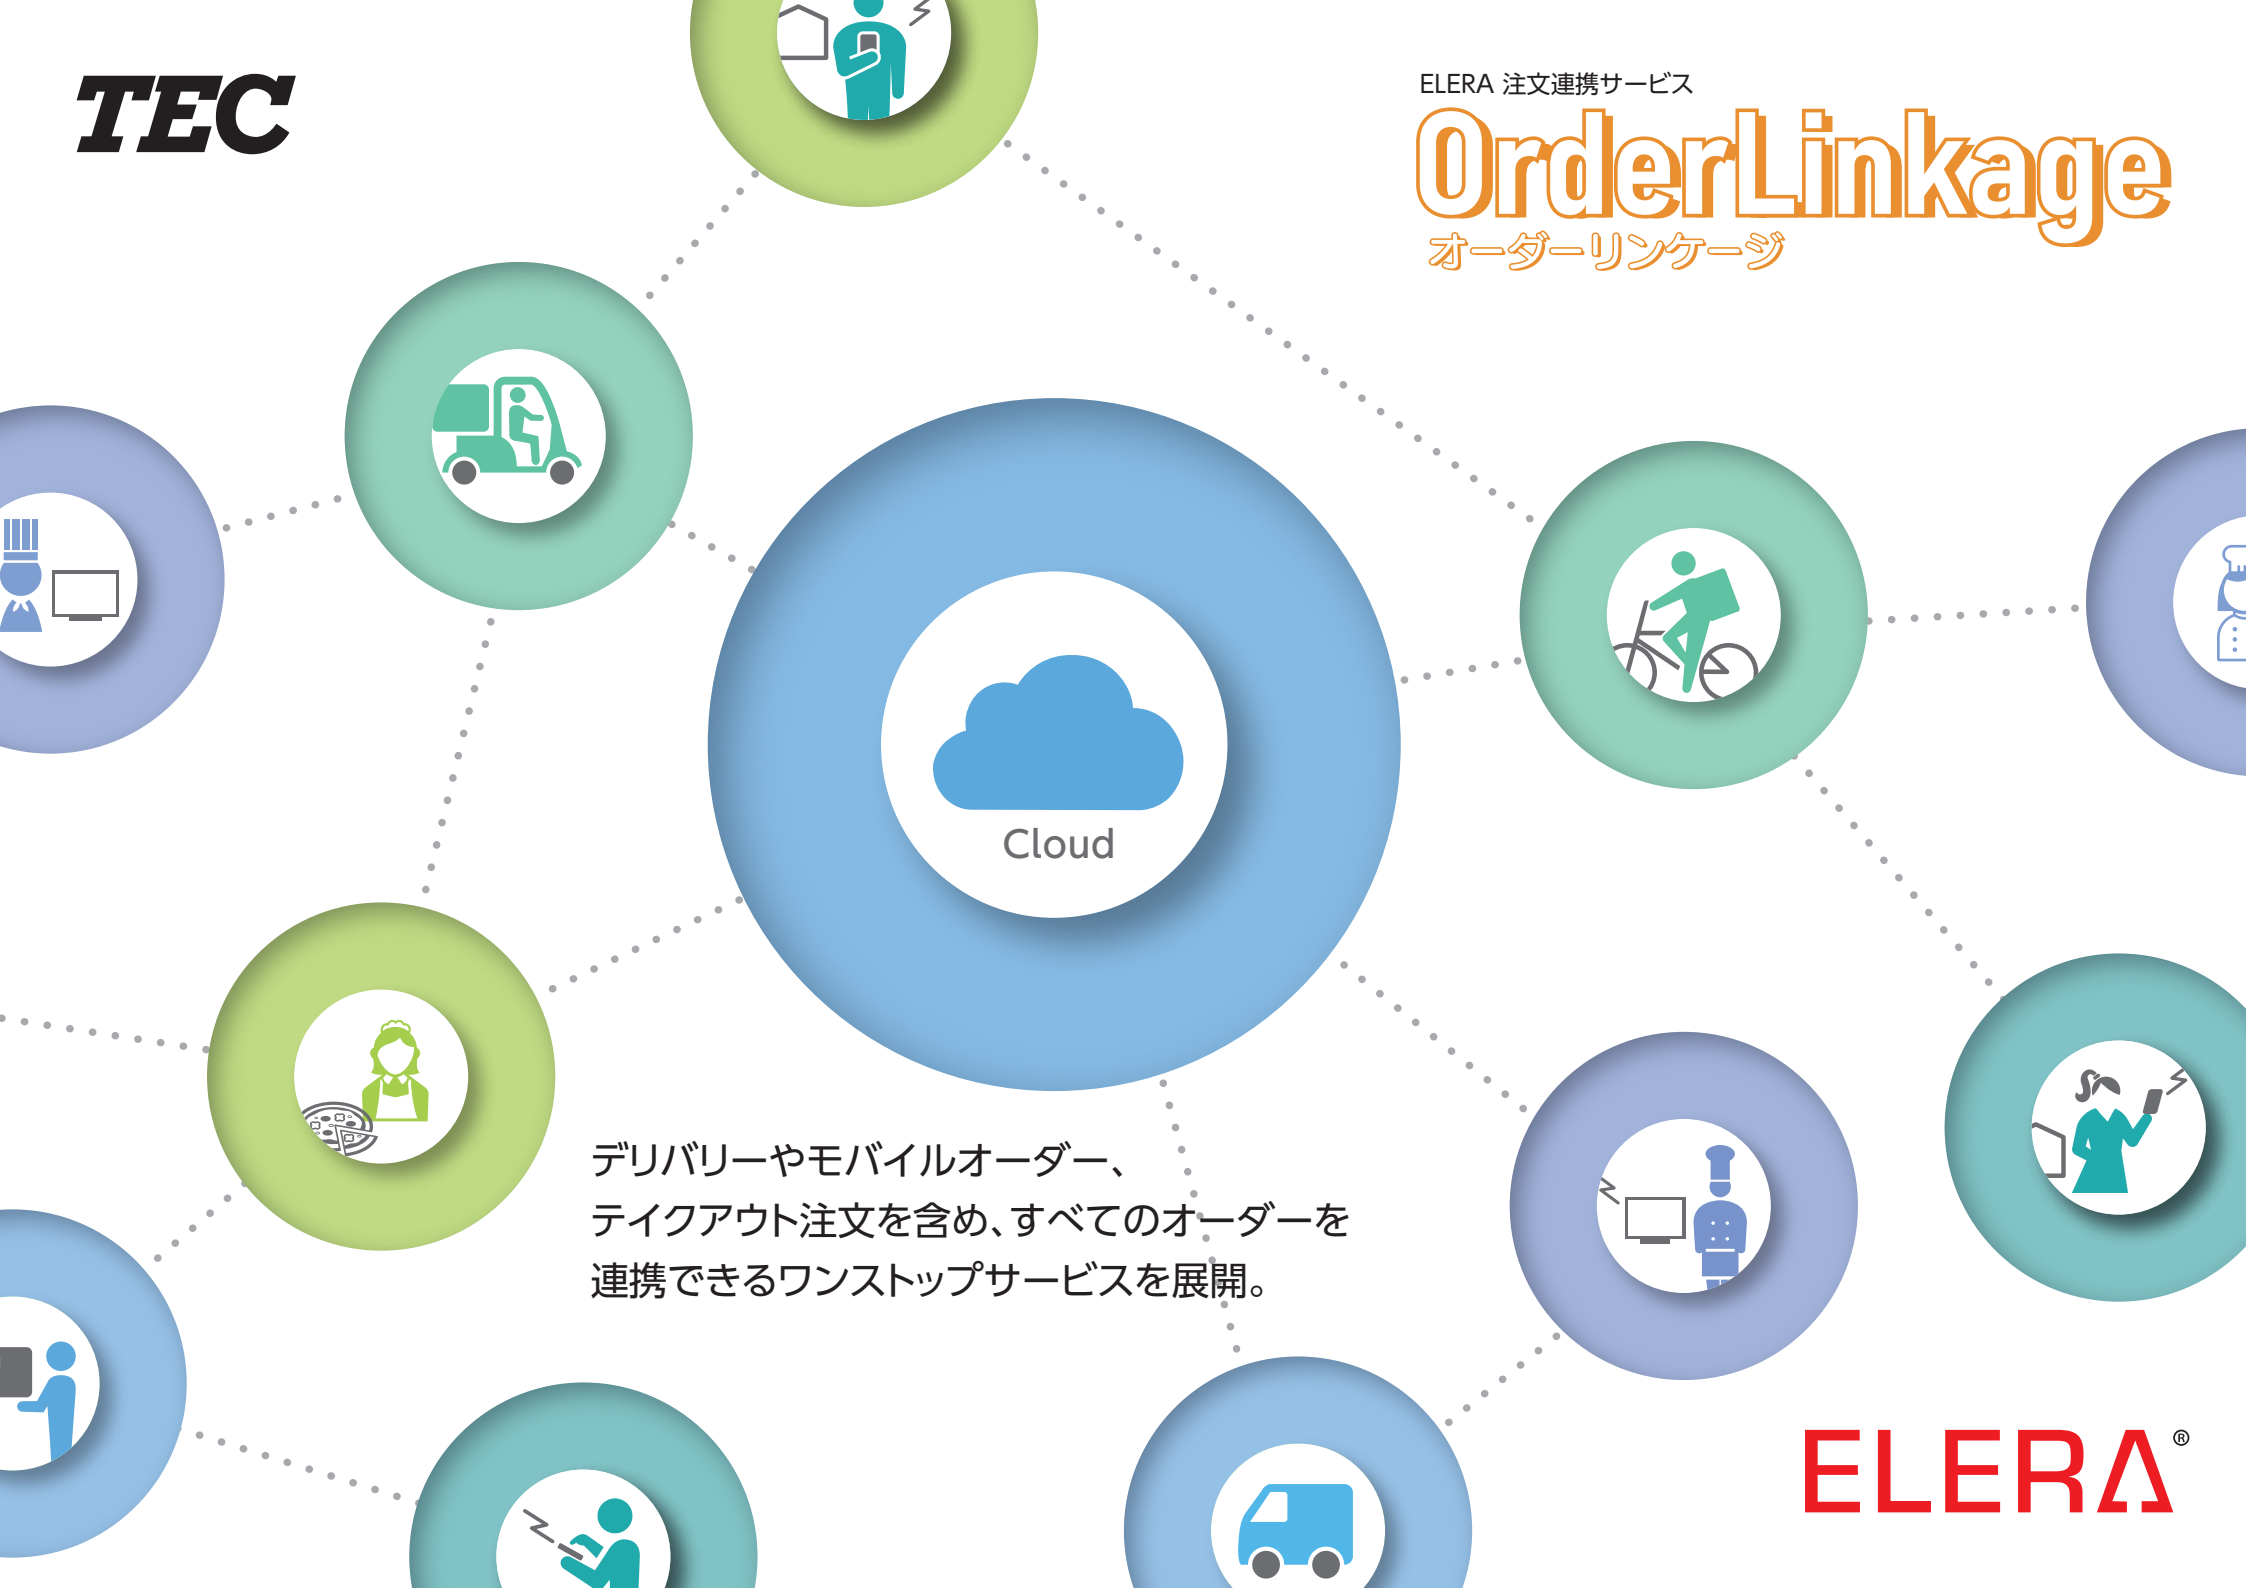 TEC
ELERA 注文連携サービス
OrderLinkage
オーダーリンケージ
Cloud
デリバリーやモバイルオーダー、
テイクアウト注文を含め、すべてのオーダーを
連携できるワンストップサービスを展開。
ELERA®